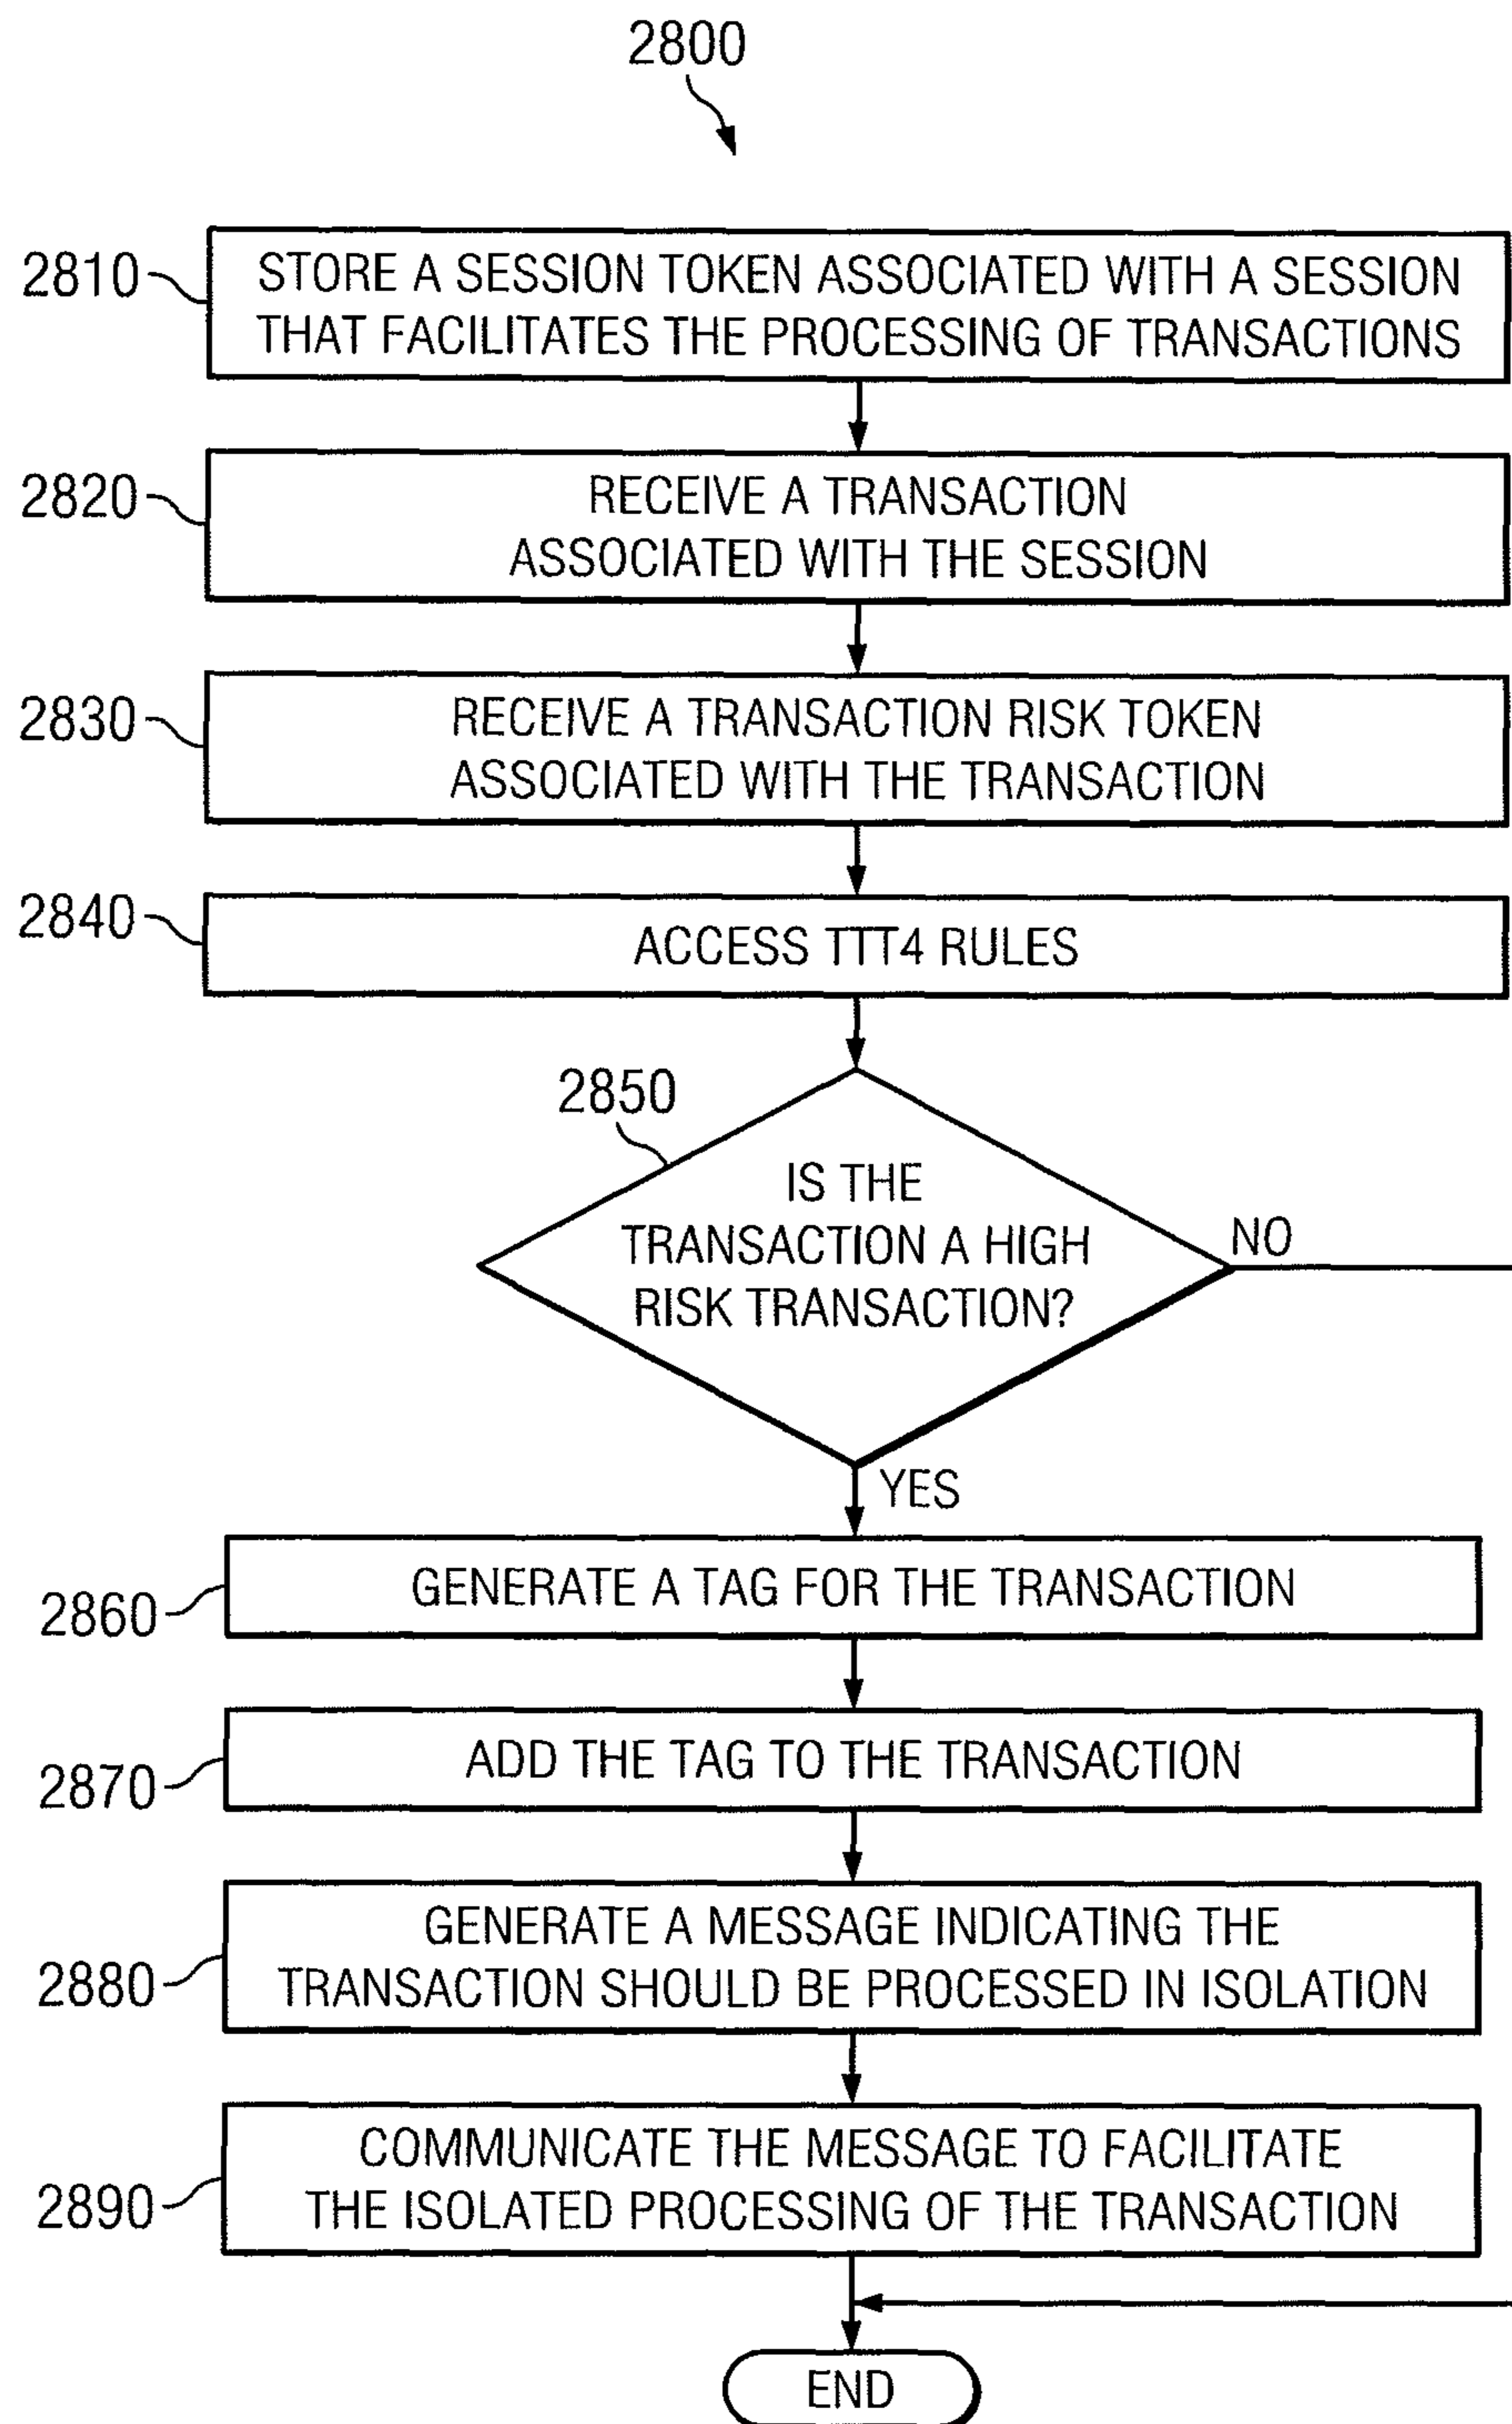 2800
2810
STORE A SESSION TOKEN ASSOCIATED WITH A SESSION
THAT FACILITATES THE PROCESSING OF TRANSACTIONS
2820
RECEIVE A TRANSACTION
ASSOCIATED WITH THE SESSION
2830
RECEIVE A TRANSACTION RISK TOKEN
ASSOCIATED WITH THE TRANSACTION
2840
ACCESS TTT4 RULES
2850
IS THE
TRANSACTION A HIGH
RISK TRANSACTION?
NO
YES
2860
GENERATE A TAG FOR THE TRANSACTION
2870
ADD THE TAG TO THE TRANSACTION
2880
GENERATE A MESSAGE INDICATING THE
TRANSACTION SHOULD BE PROCESSED IN ISOLATION
2890
COMMUNICATE THE MESSAGE TO FACILITATE
THE ISOLATED PROCESSING OF THE TRANSACTION
END